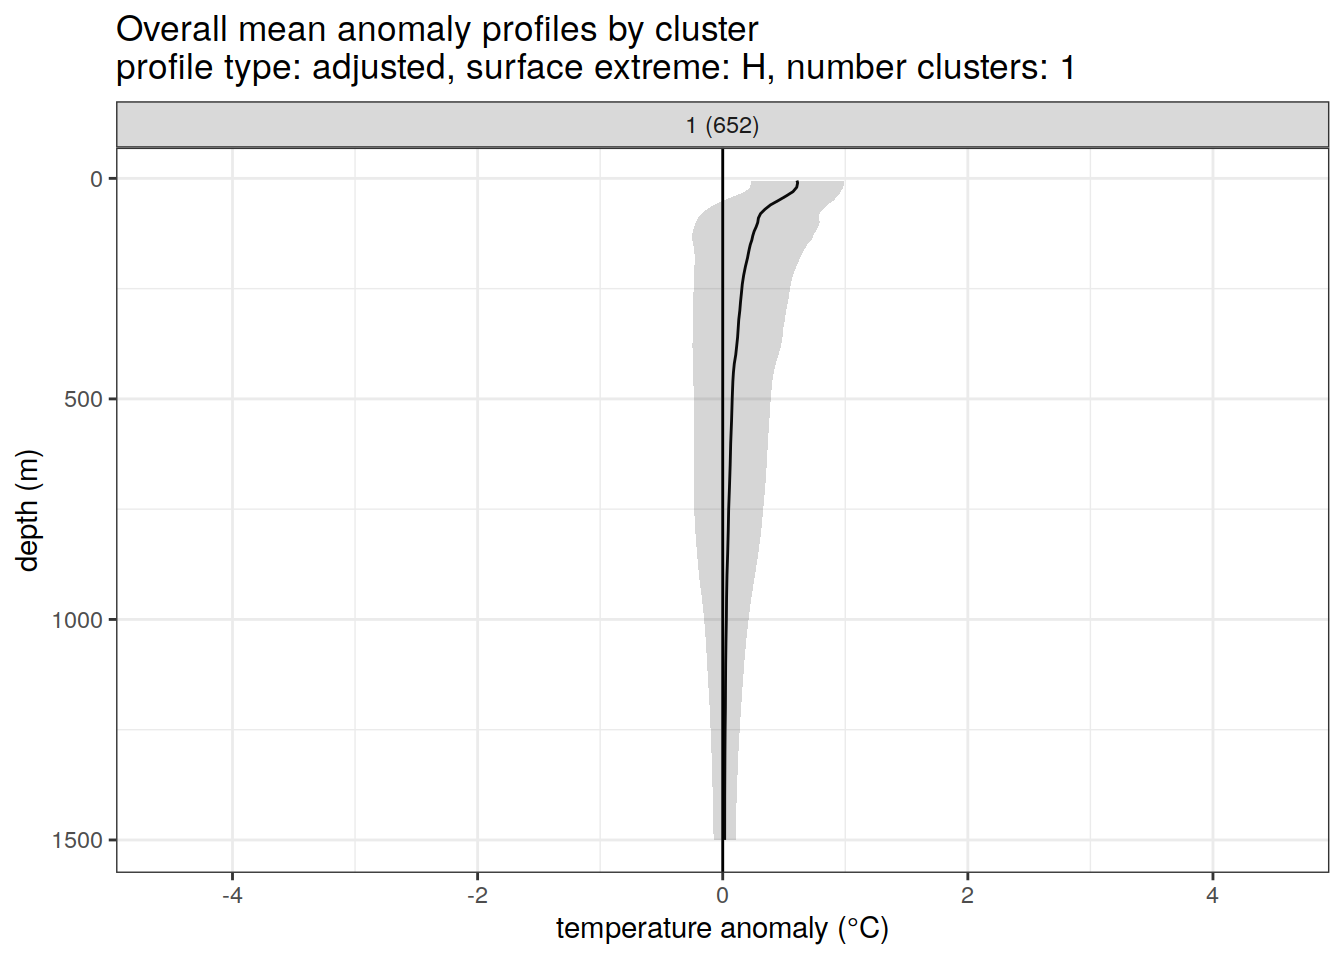 Overall mean anomaly profiles by cluster
profile type: adjusted, surface extreme: H, number clusters: 1
1 (652)
0
500
1000
1500
depth (m)
-4
-2
0
2
4
temperature anomaly (°C)